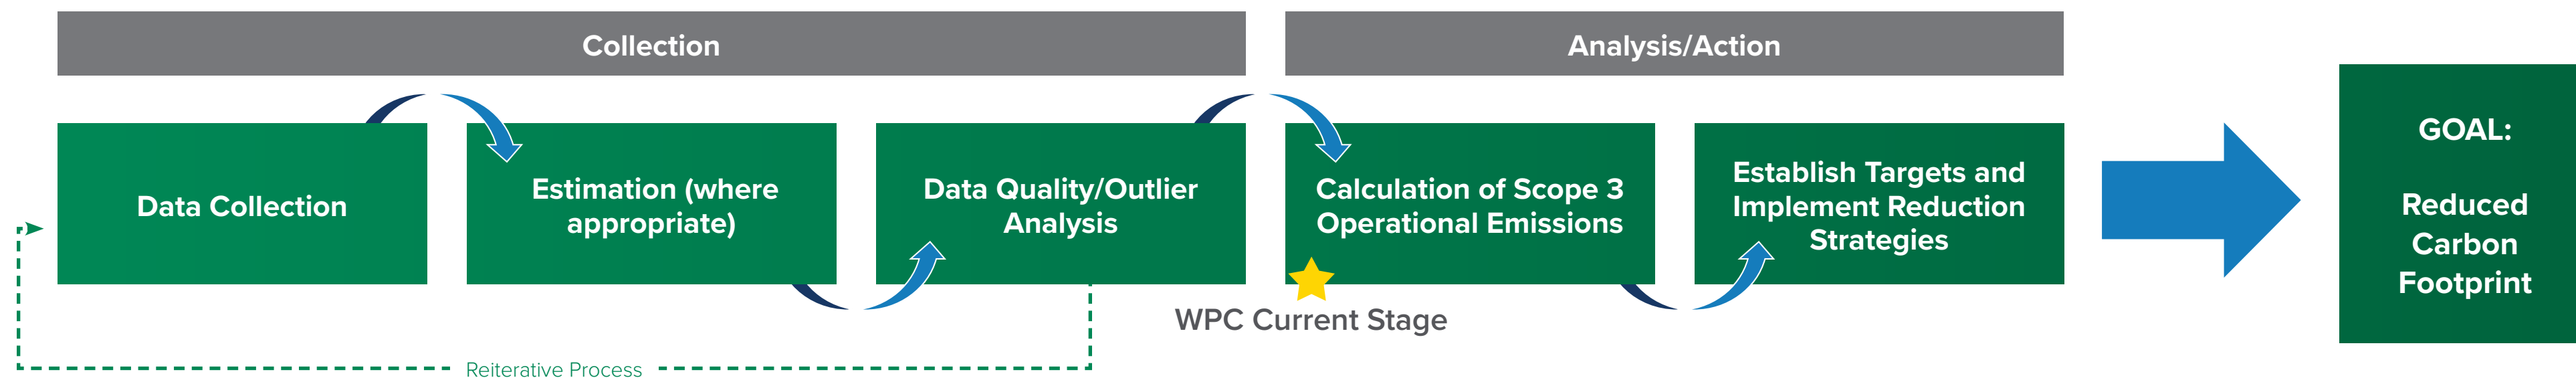 Collection
Analysis/Action
Data Collection
Estimation (where
appropriate)
Data Quality/Outlier
Analysis
Calculation of Scope 3
Operational Emissions
Establish Targets and
Implement Reduction
Strategies
GOAL:
Reduced
Carbon
Footprint
WPC Current Stage
Reiterative Process